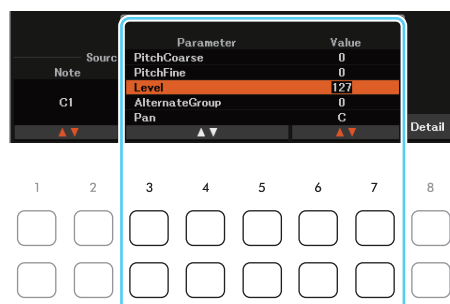 Parameter Value
Sourc PitchCoarse 0
Note PitchFine 0
Level 127
C1 AlternateGroup 0
Pan C
Detail
1 2 3 4 5 6 7 8